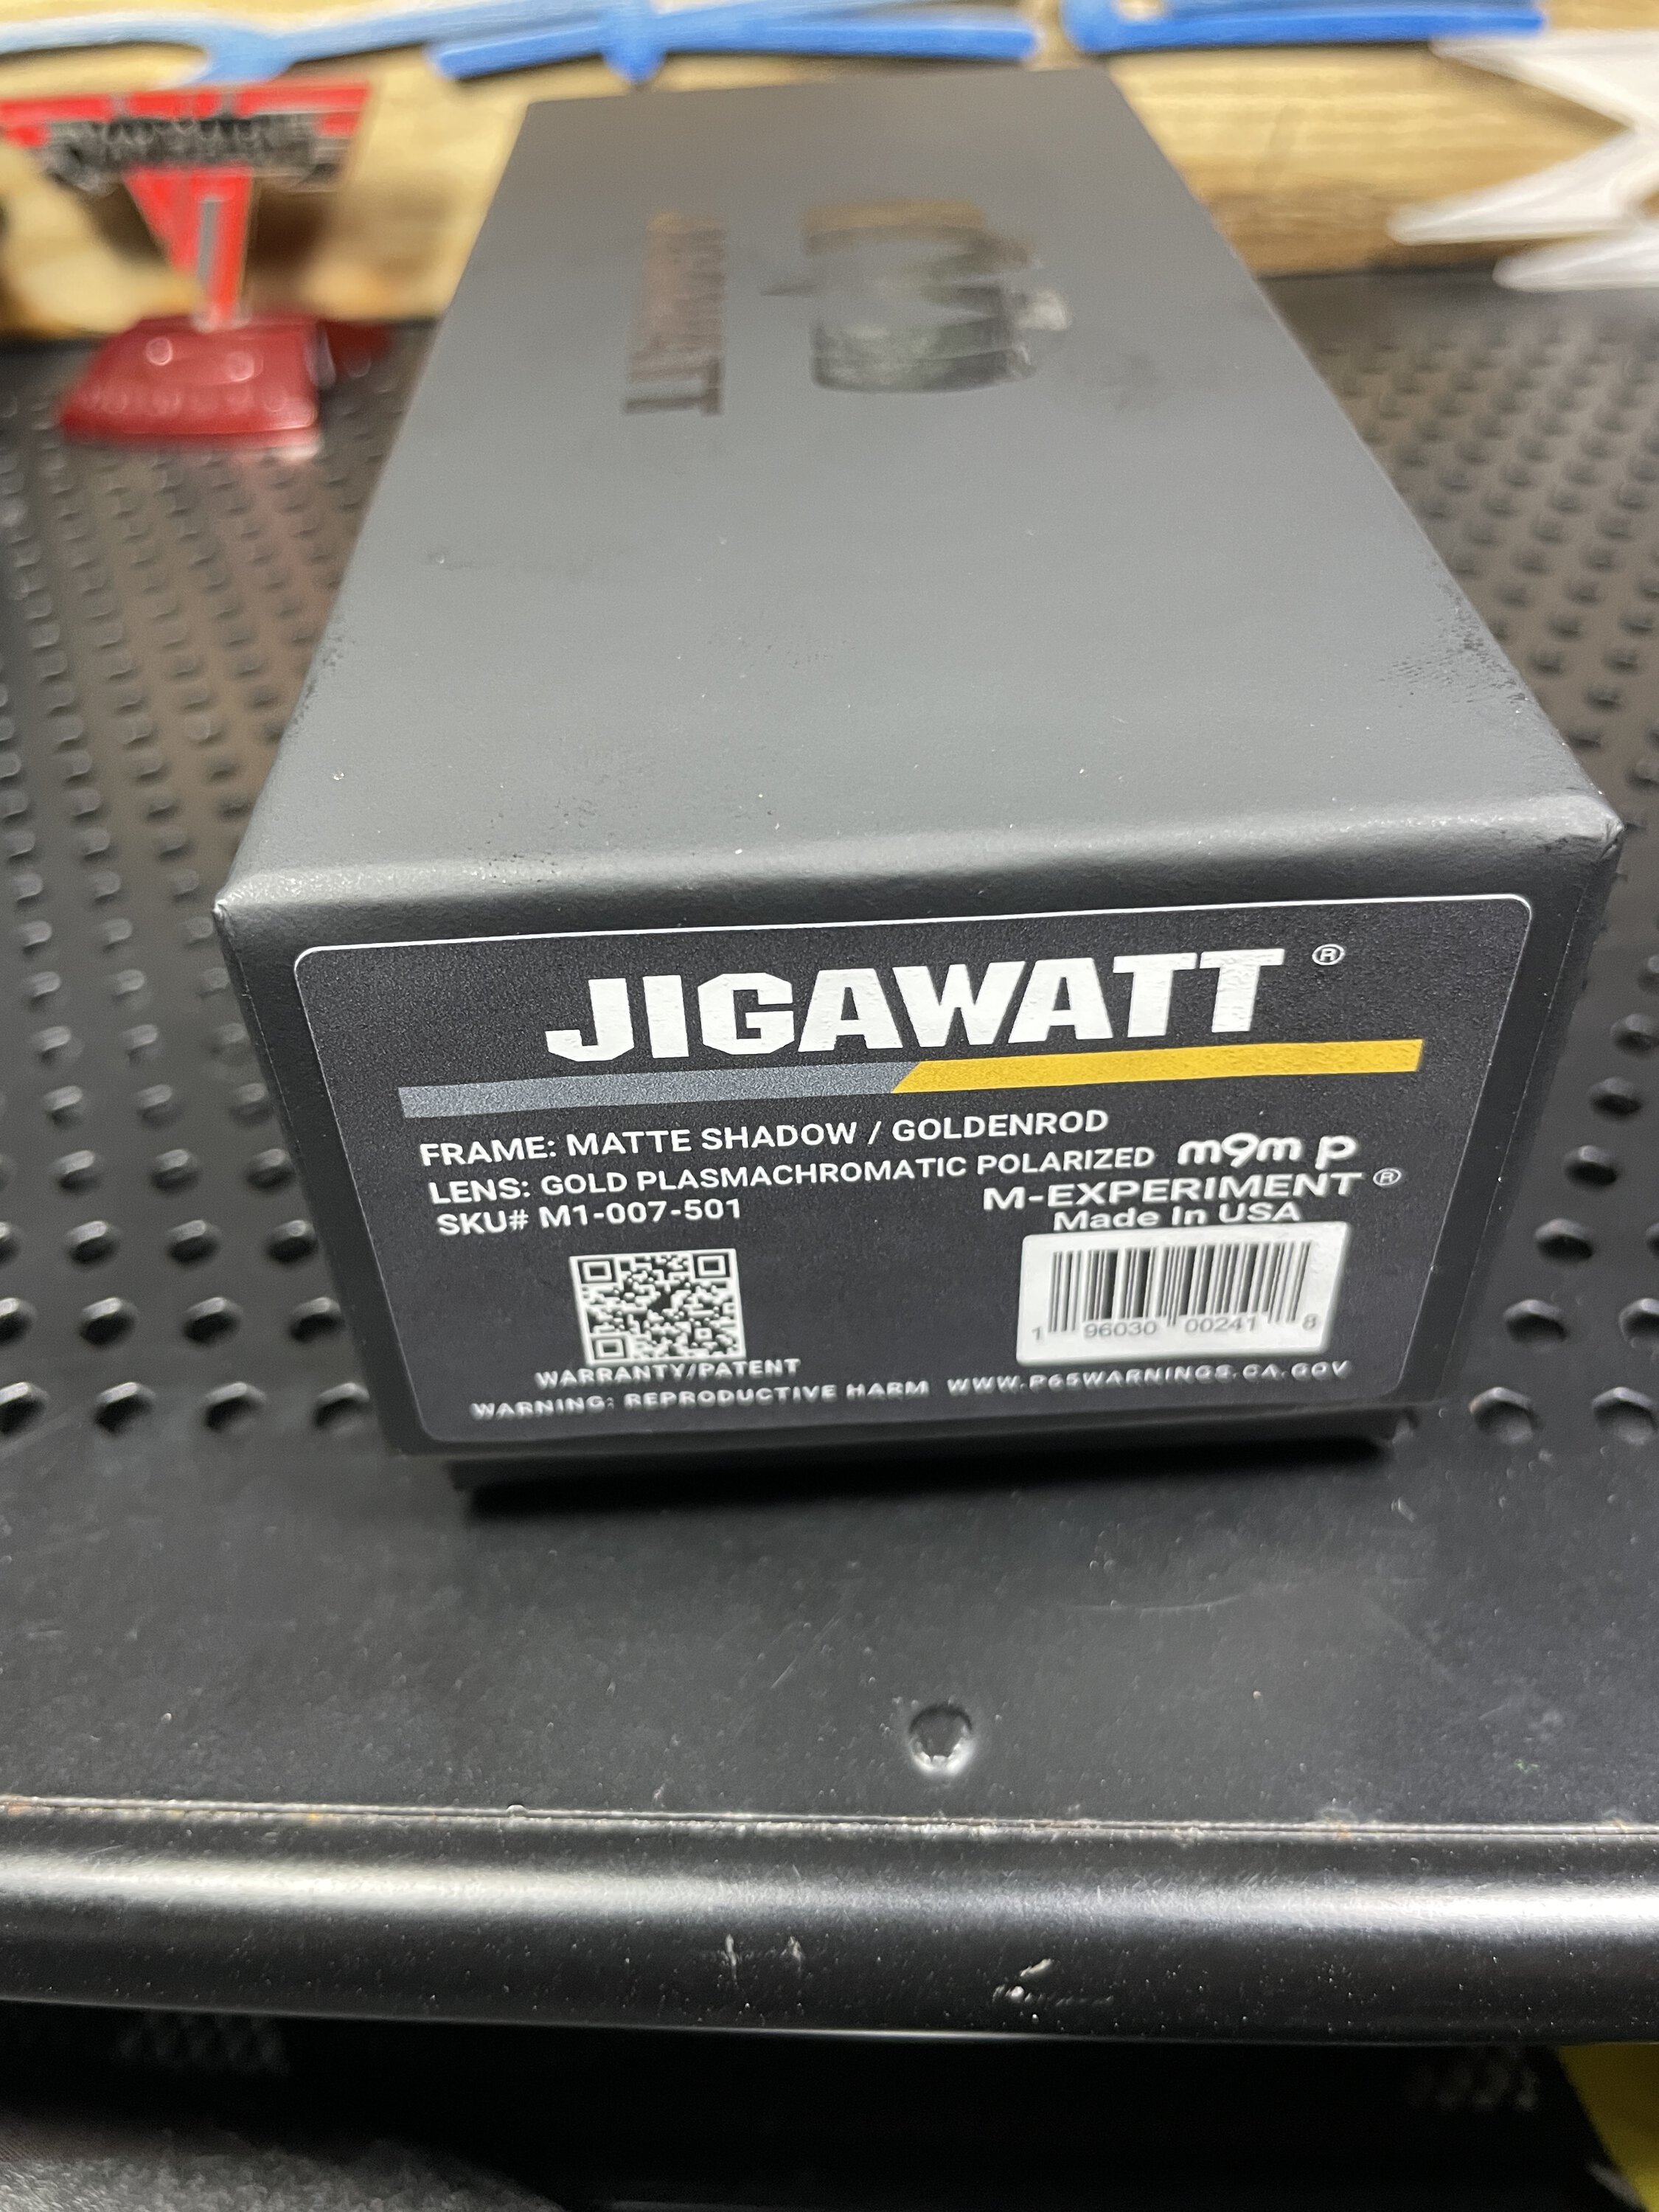 JIGAWATT ®
FRAME: MATTE SHADOW / GOLDENROD
LENS: GOLD PLASMACHROMATIC POLARIZED m9m p
SKU# M1-007-501
M-EXPERIMENT ®
Made In USA
1 96030 00241 8
WARRANTY/PATENT
WARNING: REPRODUCTIVE HARM WWW.P65WARNINGS.CA.GOV